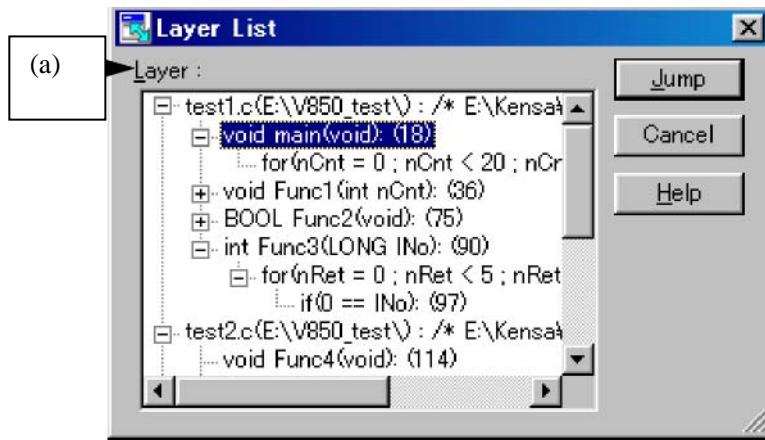 Layer List
(a)
Layer :
Jump
test1.c(E:\V850_test\) : /* E:\Kensa\
void main(void): (18)
Cancel
for(nCnt = 0 ; nCnt < 20 ; nCr
void Func1(int nCnt): (36)
Help
BOOL Func2(void): (75)
int Func3(LONG lNo): (90)
for(nRet = 0 ; nRet < 5 ; nRet
if(0 == lNo): (97)
test2.c(E:\V850_test\) : /* E:\Kensa\
void Func4(void): (114)